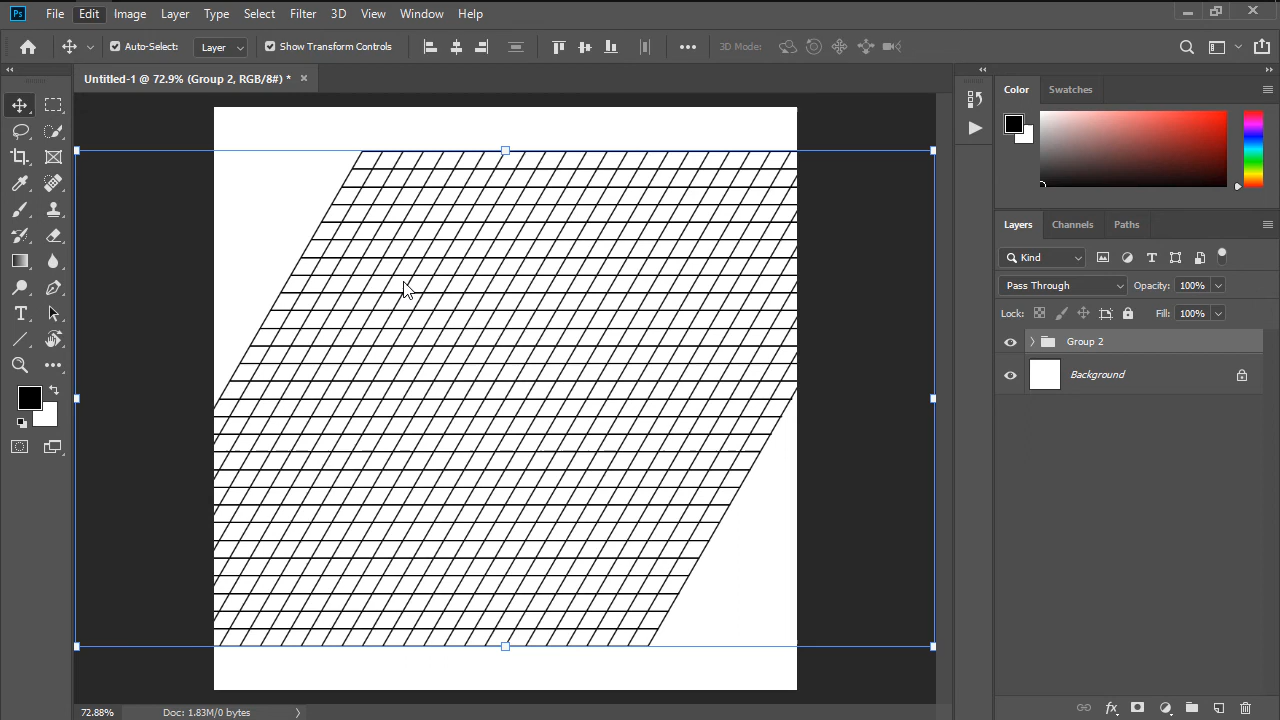 Ps File Edit Image Layer Type Select Filter 3D View Window Help
Auto-Select: Layer Show Transform Controls 3D Mode:
Untitled-1 @ 72.9% (Group 2, RGB/8#) *
Color Swatches
Layers Channels Paths
Kind
Pass Through Opacity: 100%
Lock: Fill: 100%
Group 2
Background
72.88% Doc: 1.83M/0 bytes